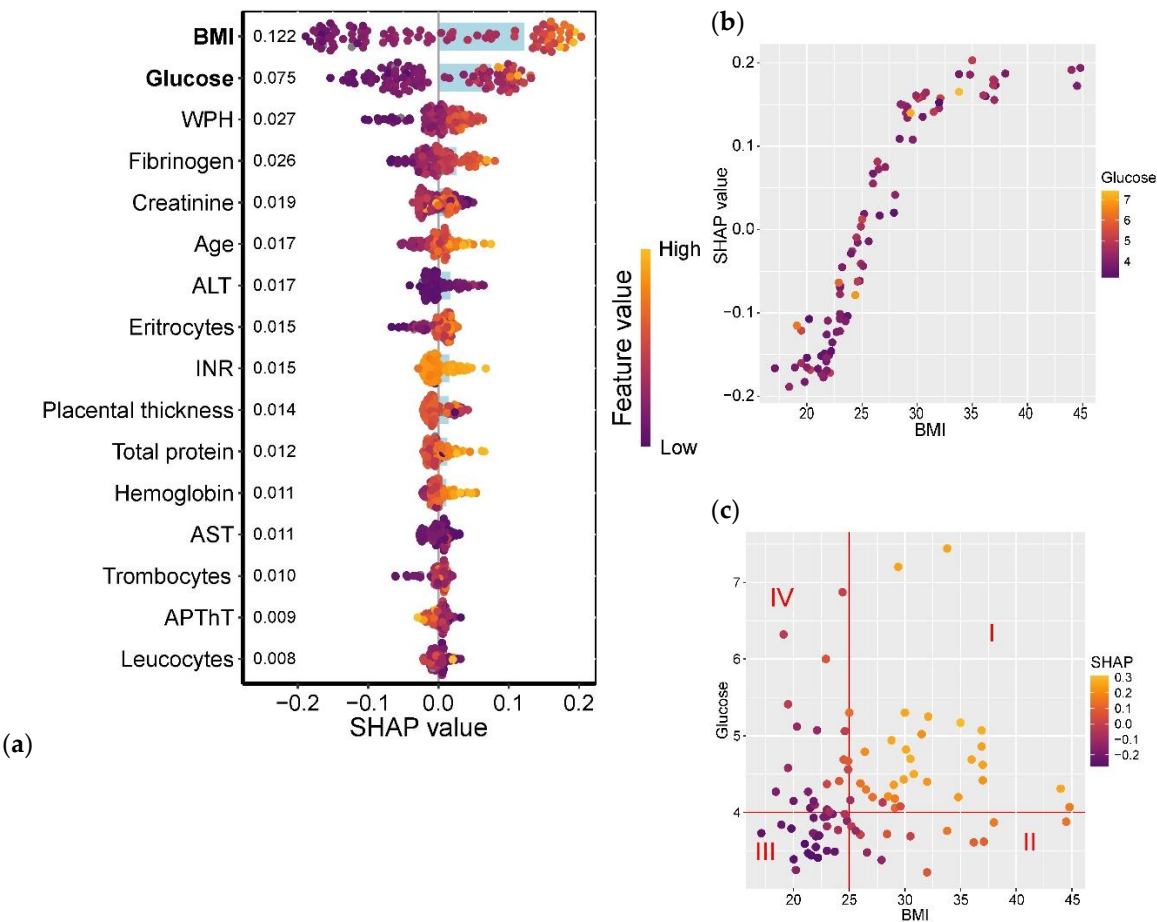 BMI 0.122
Glucose 0.075
WPH 0.027
Fibrinogen 0.026
Creatinine 0.019
Age 0.017
ALT 0.017
Eritrocytes 0.015
INR 0.015
Placental thickness 0.014
Total protein 0.012
Hemoglobin 0.011
AST 0.011
Trombocytes 0.010
APThT 0.009
Leucocytes 0.008
−0.2 −0.1 0.0 0.1 0.2
SHAP value
(a)
Feature value
High
Low
(b)
SHAP value
0.2
0.1
0.0
−0.1
−0.2
20 25 30 35 40 45
BMI
Glucose
7
6
5
4
(c)
Glucose
7
6
5
4
IV
I
III
II
20 25 30 35 40 45
BMI
SHAP
0.3
0.2
0.1
0.0
−0.1
−0.2